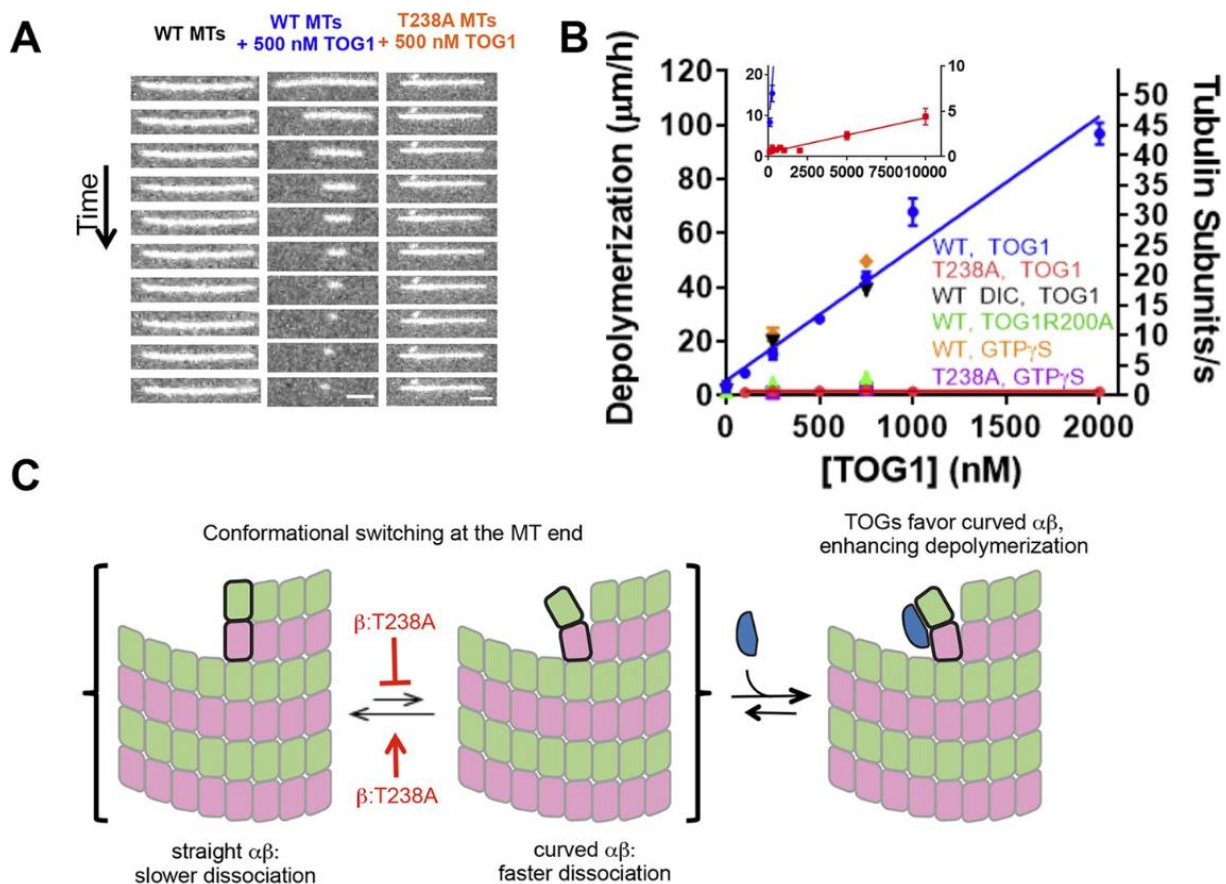 A
WT MTs
WT MTs
+ 500 nM TOG1
T238A MTs
+ 500 nM TOG1
Time
B
Depolymerization (μm/h)
120
100
80
60
40
20
0
20
10
0
10
5
0
0 2500 5000 7500 10000
50
45
40
35
30
25
20
15
10
5
0
Tubulin Subunits/s
WT, TOG1
T238A, TOG1
WT DIC, TOG1
WT, TOG1R200A
WT, GTPγS
T238A, GTPγS
0 500 1000 1500 2000
[TOG1] (nM)
C
Conformational switching at the MT end
TOGs favor curved αβ,
enhancing depolymerization
β:T238A
β:T238A
straight αβ:
slower dissociation
curved αβ:
faster dissociation